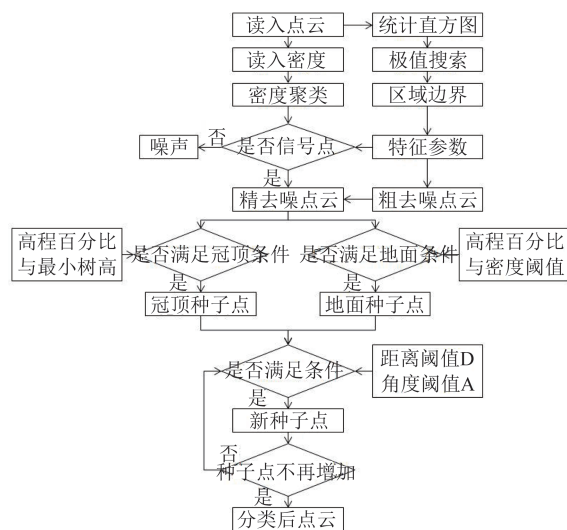 读入点云
统计直方图
读入密度
极值搜索
密度聚类
区域边界
噪声
否
是否信号点
特征参数
是
精去噪点云
粗去噪点云
高程百分比
与最小树高
是否满足冠顶条件
是否满足地面条件
高程百分比
与密度阈值
是
是
冠顶种子点
地面种子点
是否满足条件
距离阈值D
角度阈值A
是
新种子点
否
种子点不再增加
是
分类后点云